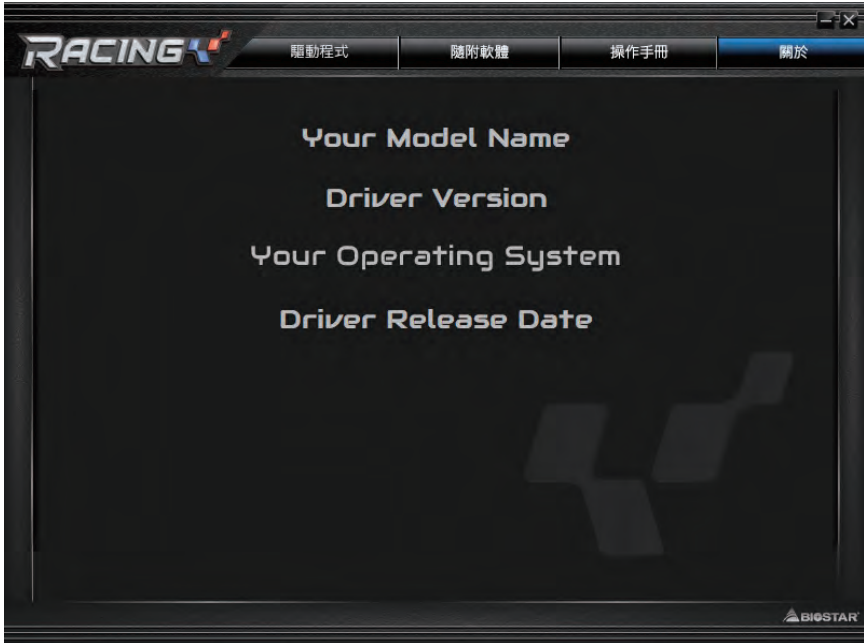 RACING
驅動程式
隨附軟體
操作手冊
關於
Your Model Name
Driver Version
Your Operating System
Driver Release Date
BIOSTAR